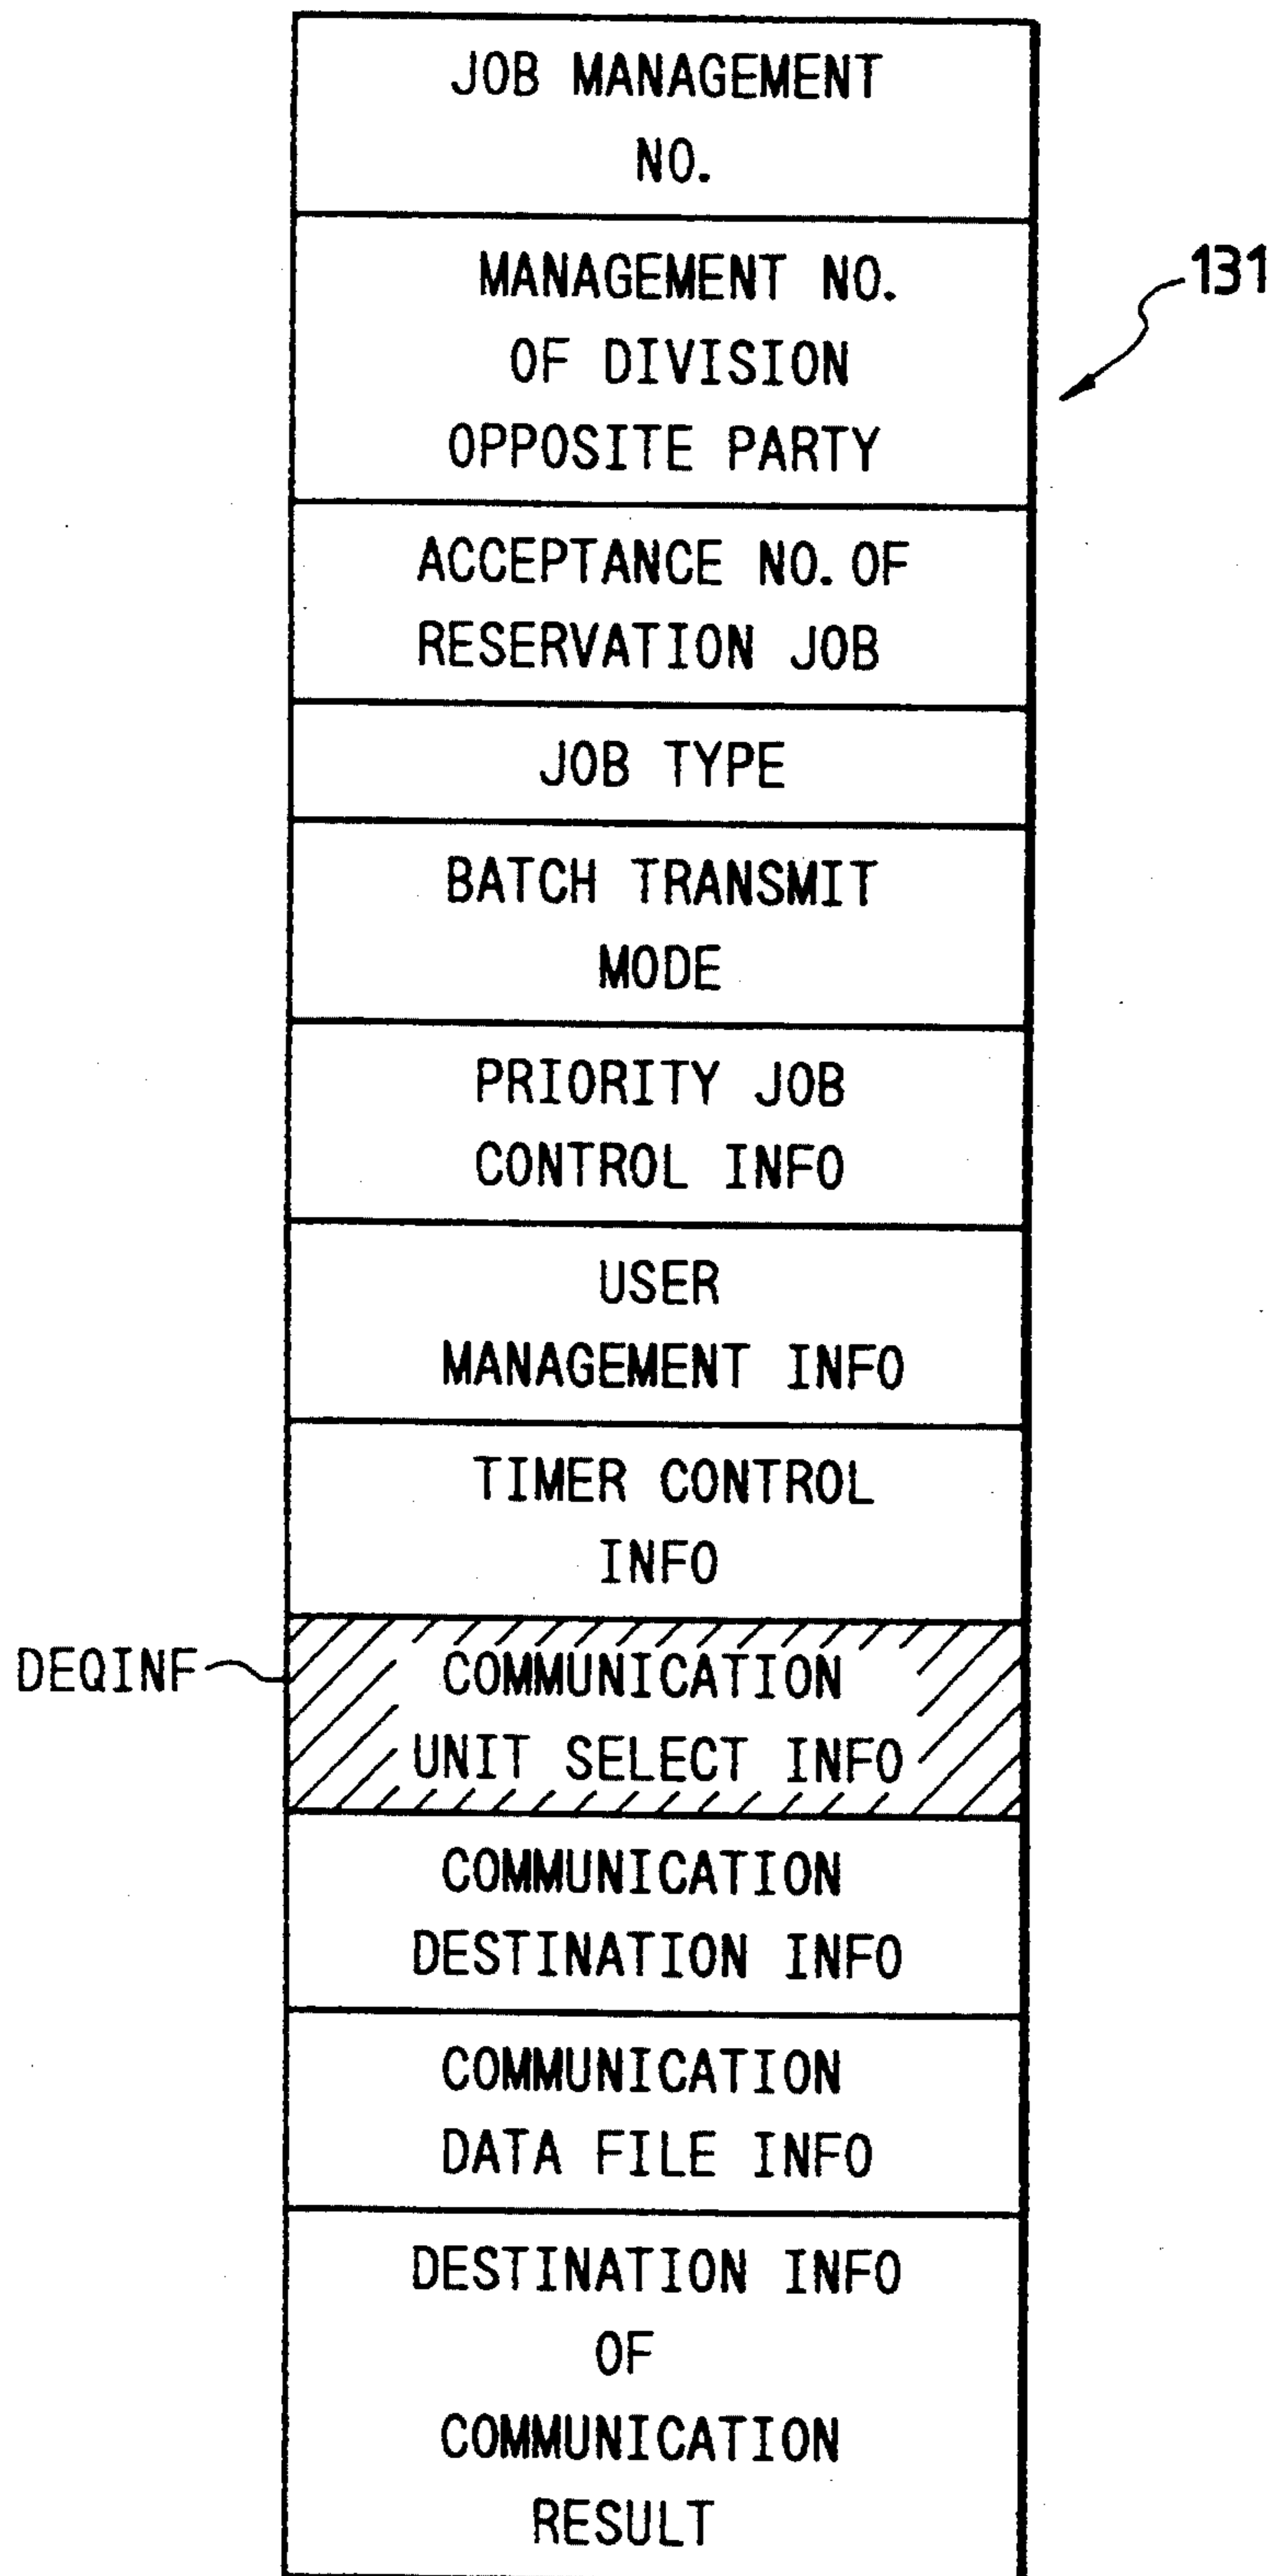 JOB MANAGEMENT
NO.
MANAGEMENT NO.
OF DIVISION
OPPOSITE PARTY
131
ACCEPTANCE NO. OF
RESERVATION JOB
JOB TYPE
BATCH TRANSMIT
MODE
PRIORITY JOB
CONTROL INFO
USER
MANAGEMENT INFO
TIMER CONTROL
INFO
DEQINF
COMMUNICATION
UNIT SELECT INFO
COMMUNICATION
DESTINATION INFO
COMMUNICATION
DATA FILE INFO
DESTINATION INFO
OF
COMMUNICATION
RESULT